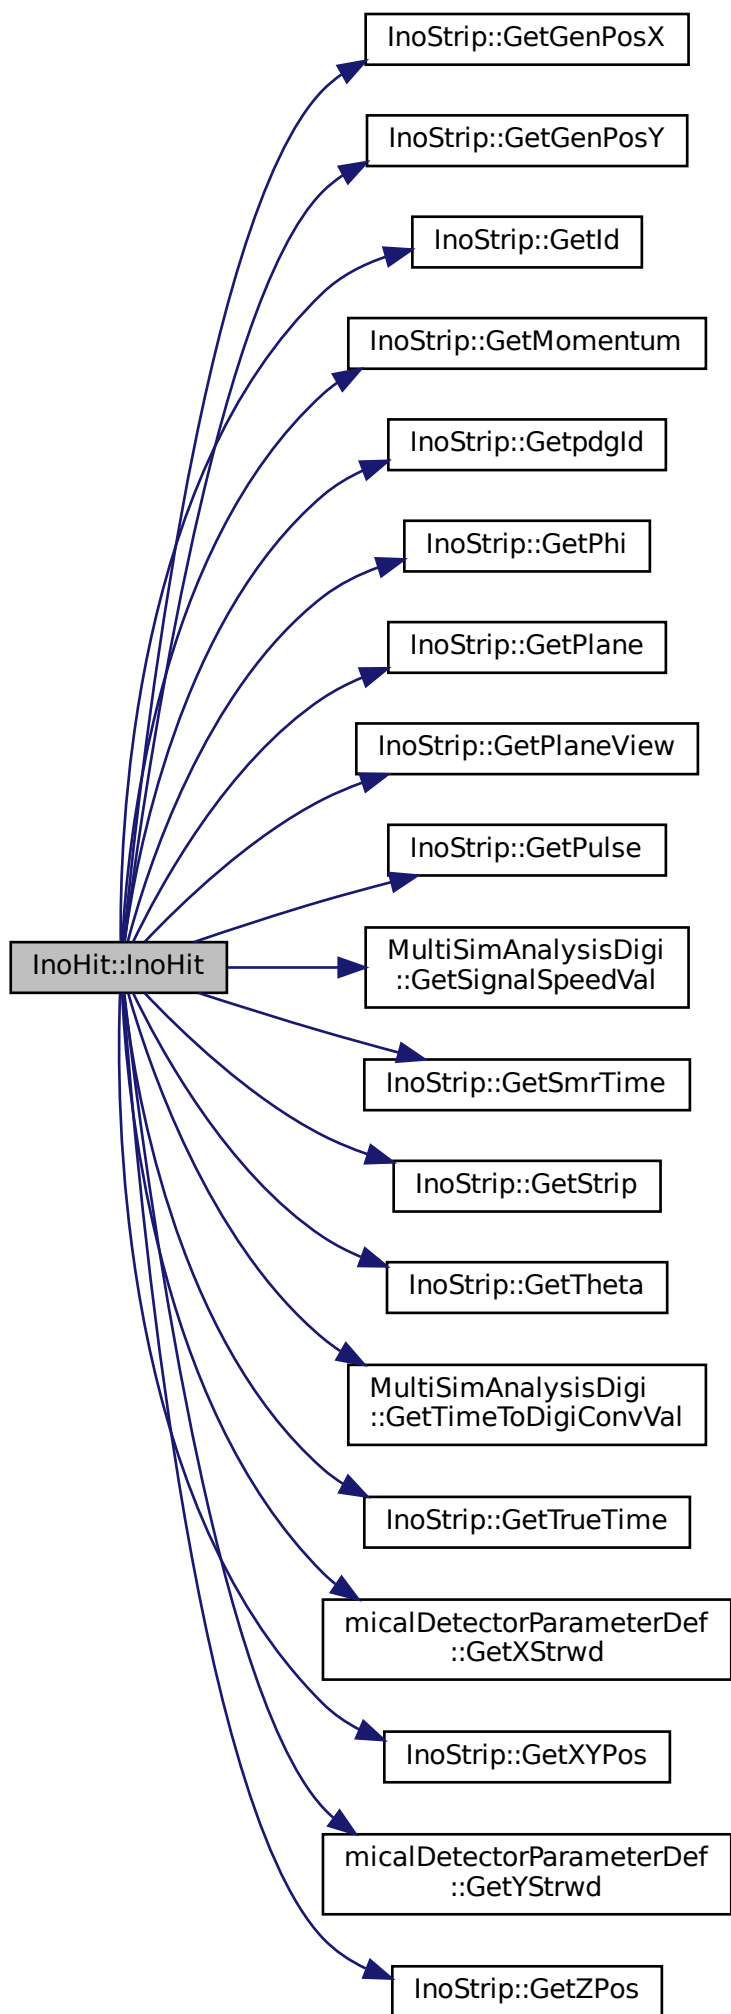 InoStrip::GetGenPosX
InoStrip::GetGenPosY
InoStrip::GetId
InoStrip::GetMomentum
InoStrip::GetpdgId
InoStrip::GetPhi
InoStrip::GetPlane
InoStrip::GetPlaneView
InoStrip::GetPulse
InoHit::InoHit
MultiSimAnalysisDigi
::GetSignalSpeedVal
InoStrip::GetSmrTime
InoStrip::GetStrip
InoStrip::GetTheta
MultiSimAnalysisDigi
::GetTimeToDigiConvVal
InoStrip::GetTrueTime
micalDetectorParameterDef
::GetXStrwd
InoStrip::GetXYPos
micalDetectorParameterDef
::GetYStrwd
InoStrip::GetZPos